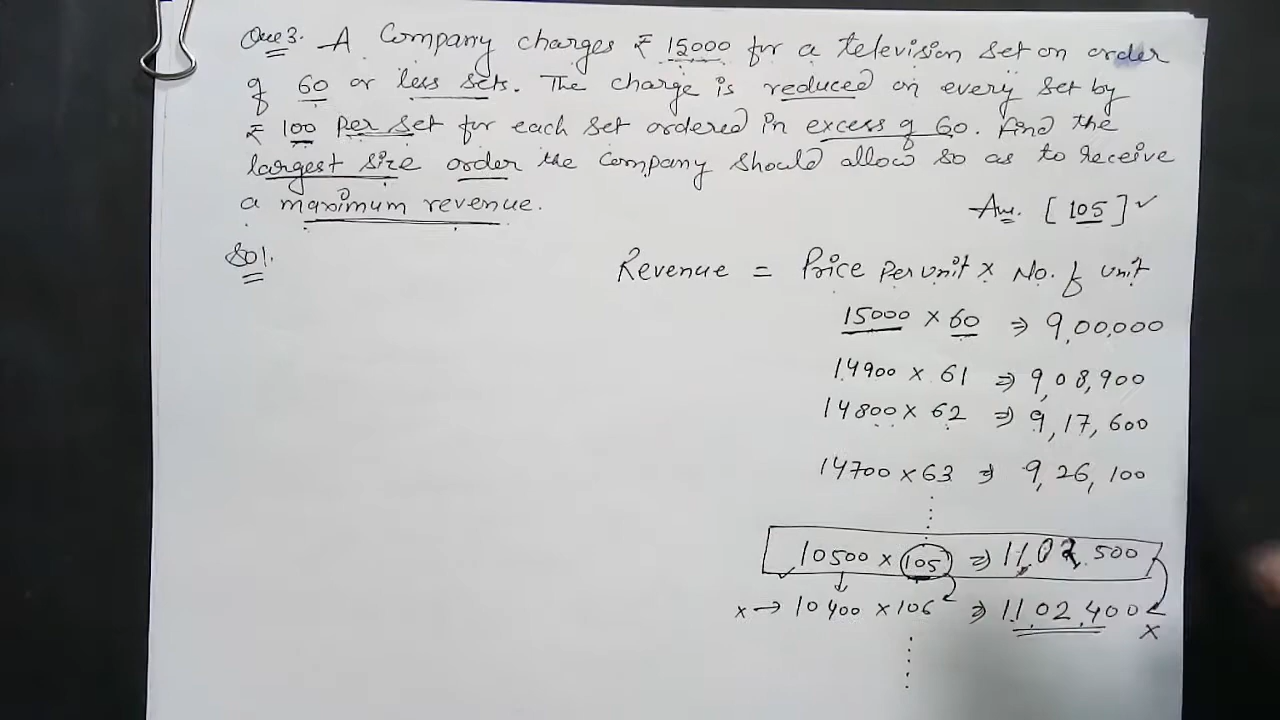 Que 3. A Company charges ₹ 15000 for a television set on order
of 60 or less sets. The charge is reduced on every set by
₹ 100 per set for each set ordered in excess of 60. Find the
largest size order the company should allow so as to receive
a maximum revenue.
Ans. [105] ✓
Sol.
Revenue = Price per unit × No. of unit
15000 × 60 ⇒ 9,00,000
14900 × 61 ⇒ 9,08,900
14800 × 62 ⇒ 9,17,600
14700 × 63 ⇒ 9,26,100
10500 × 105 ⇒ 11,02,500
x → 10400 × 106 ⇒ 11,02,400
x